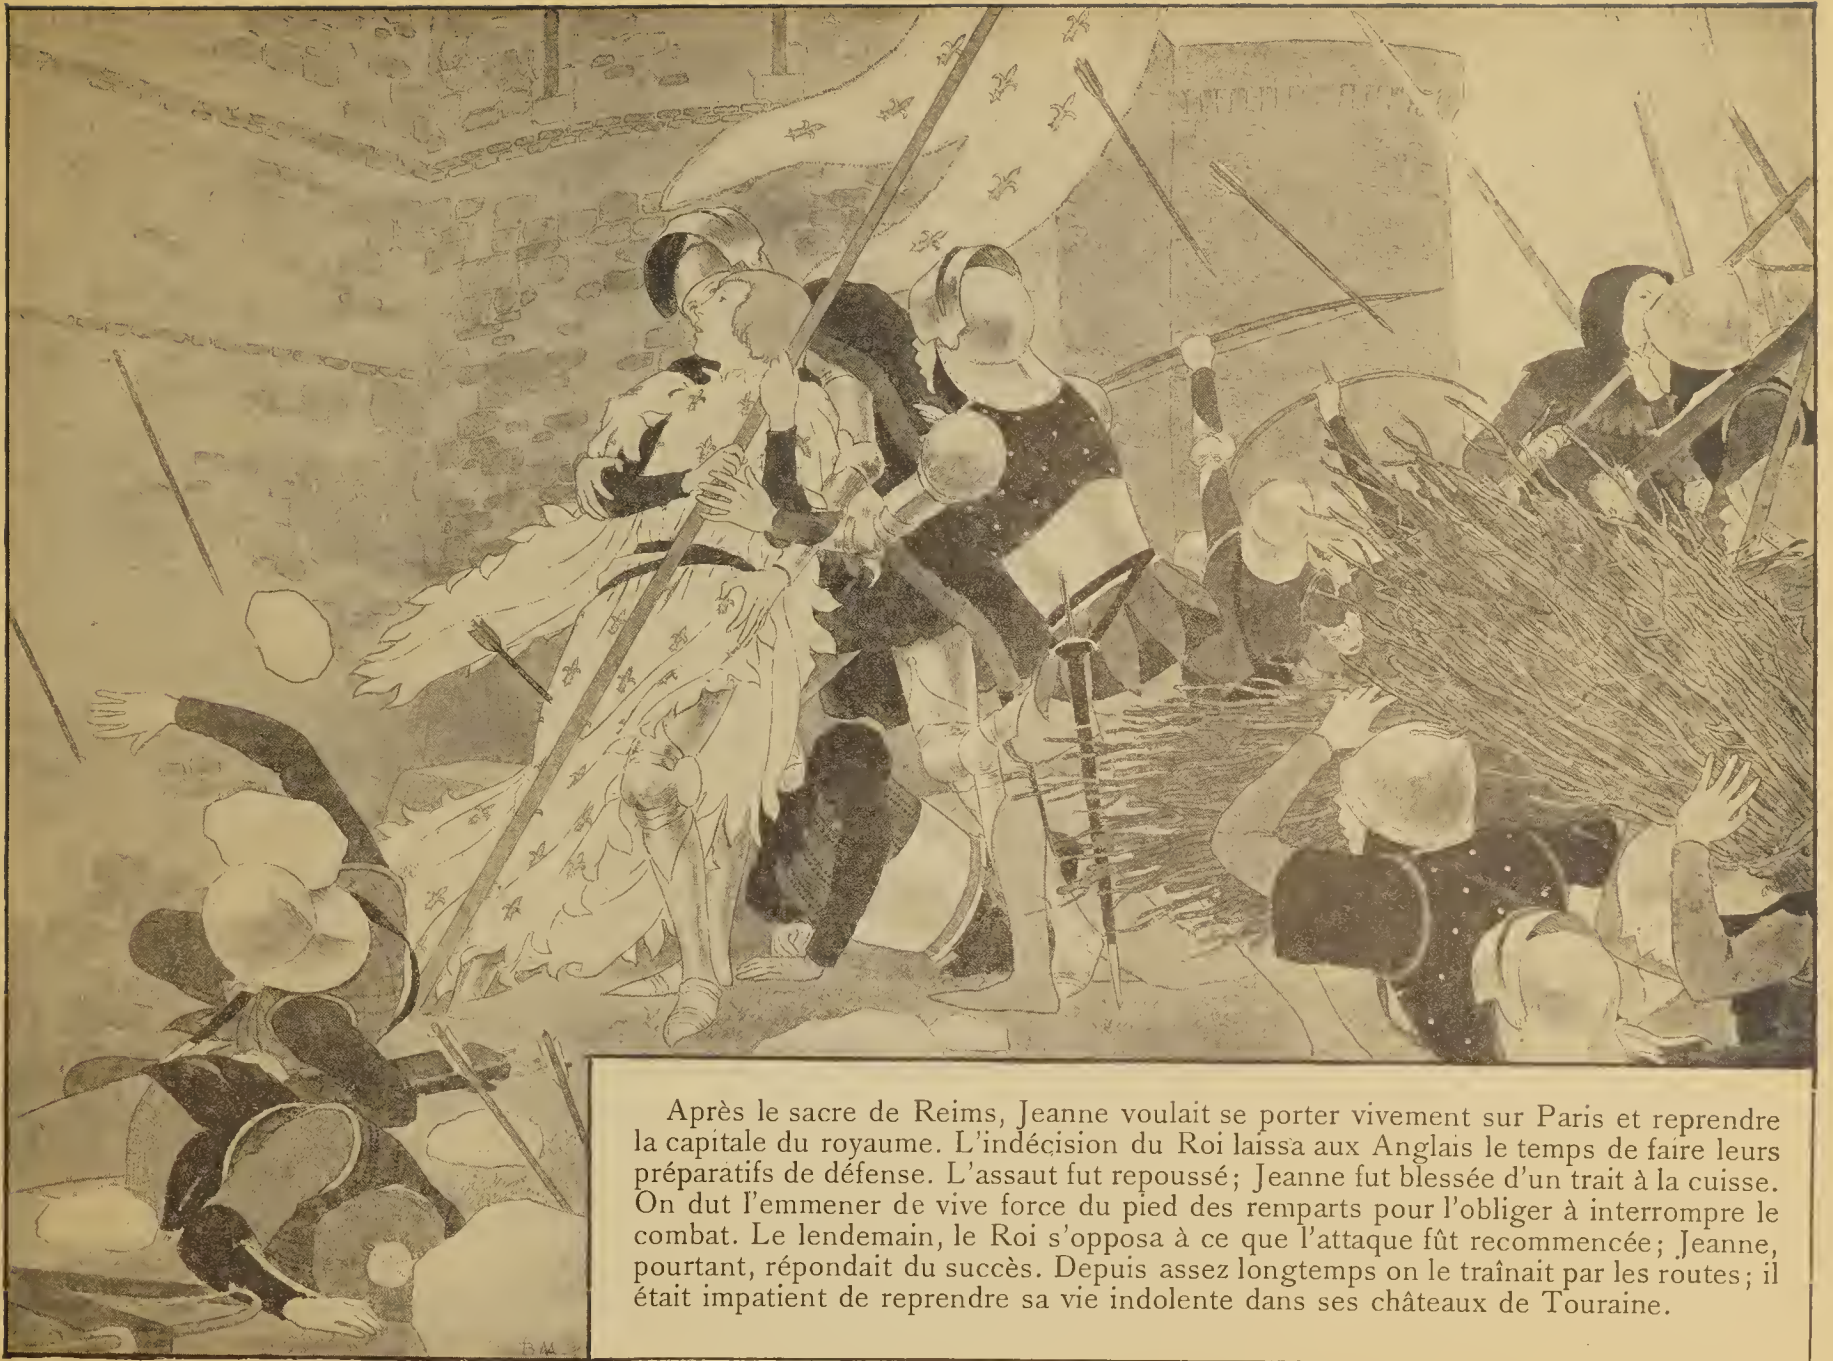 Après le sacre de Reims, Jeanne voulait se porter vivement sur Paris et reprendre
la capitale du royaume. L'indécision du Roi laissa aux Anglais le temps de faire leurs
préparatifs de défense. L'assaut fut repoussé; Jeanne fut blessée d'un trait à la cuisse.
On dut l'emmener de vive force du pied des remparts pour l'obliger à interrompre le
combat. Le lendemain, le Roi s'opposa à ce que l'attaque fût recommencée; Jeanne,
pourtant, répondait du succès. Depuis assez longtemps on le traînait par les routes; il
était impatient de reprendre sa vie indolente dans ses châteaux de Touraine.